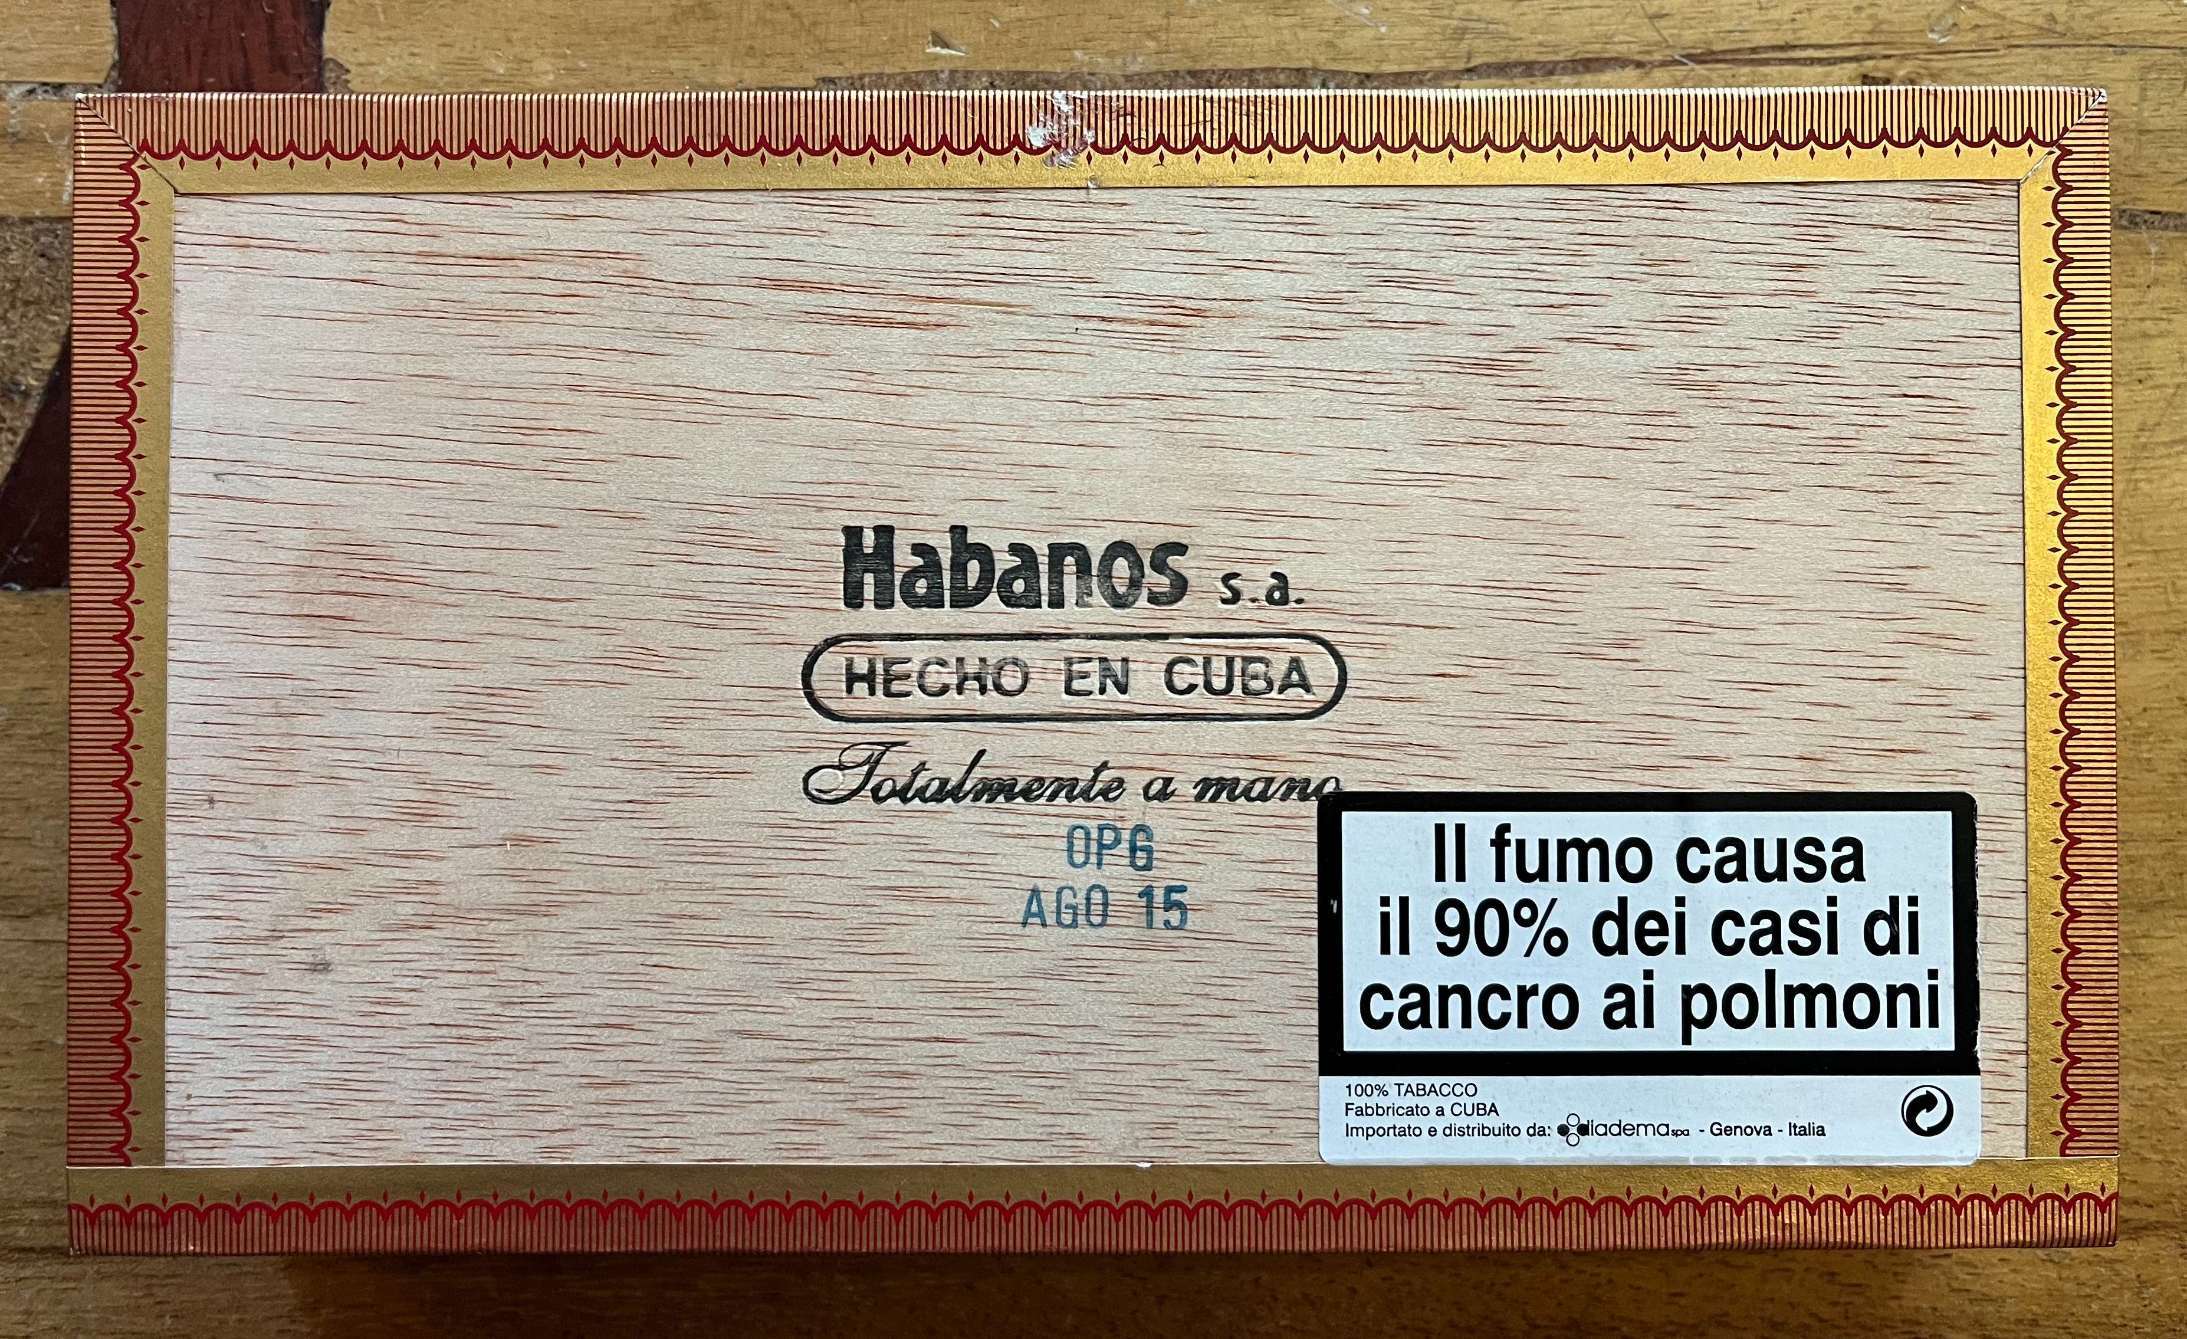 Habanos s.a.
HECHO EN CUBA
Totalmente a mano
OPG
AGO 15
Il fumo causa
il 90% dei casi di
cancro ai polmoni
100% TABACCO
Fabbricato a CUBA
Importato e distribuito da: diadema spa - Genova - Italia